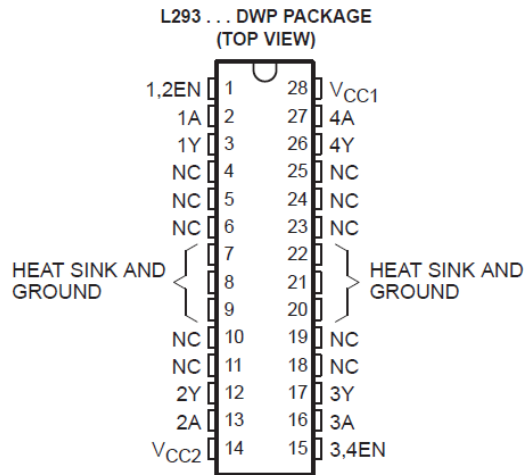 L293 . . . DWP PACKAGE
(TOP VIEW)
1,2EN 1 28 VCC1
1A 2 27 4A
1Y 3 26 4Y
NC 4 25 NC
NC 5 24 NC
NC 6 23 NC
7 22
HEAT SINK AND 8 21 HEAT SINK AND
GROUND 9 20 GROUND
NC 10 19 NC
NC 11 18 NC
2Y 12 17 3Y
2A 13 16 3A
VCC2 14 15 3,4EN